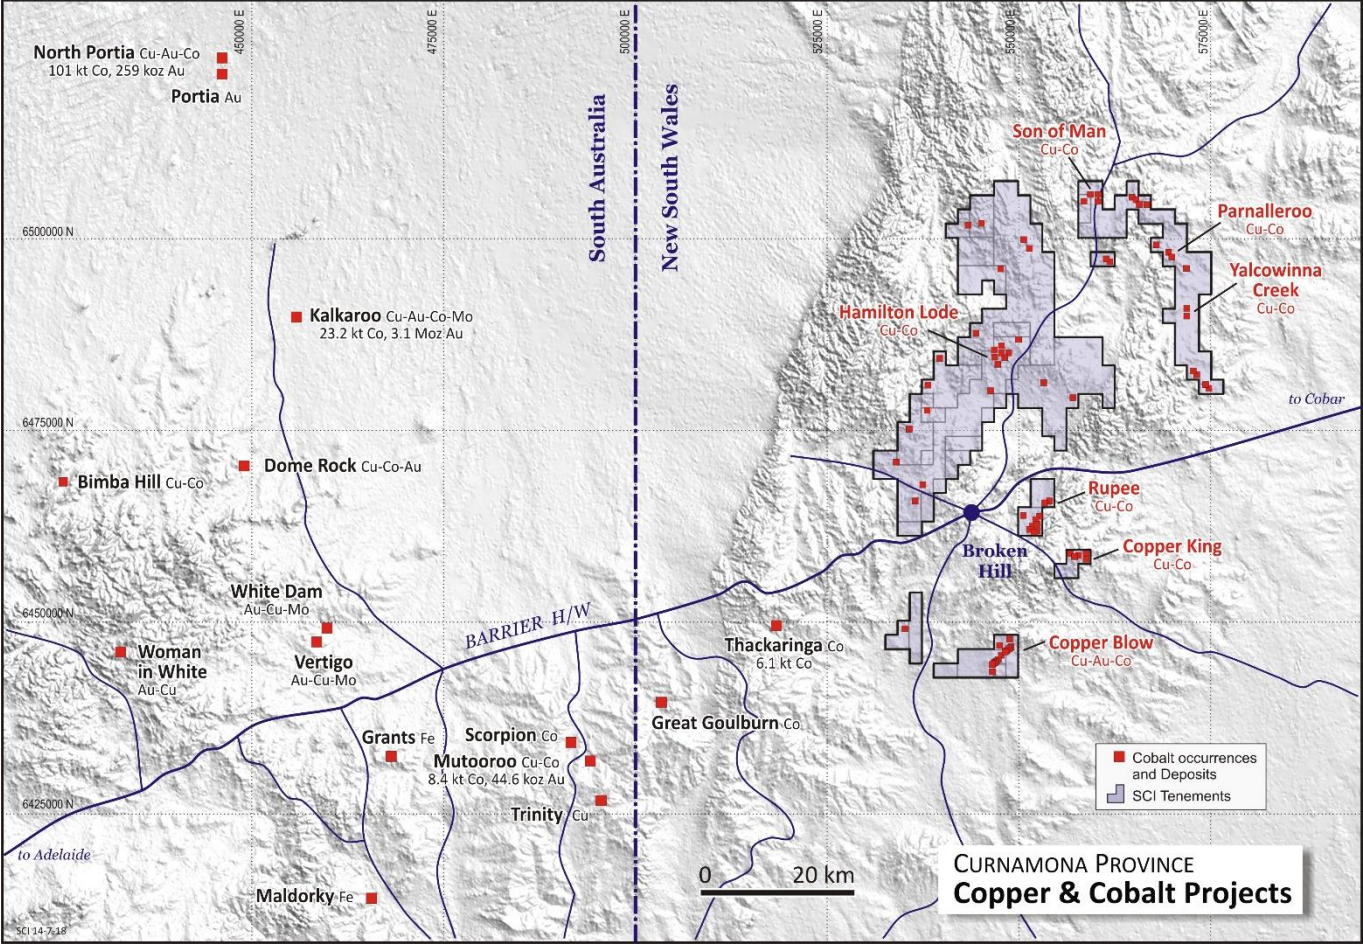 450000 E
475000 E
500000 E
525000 E
550000 E
575000 E
North Portia Cu-Au-Co
101 kt Co, 259 koz Au
Portia Au
South Australia
New South Wales
Son of Man
Cu-Co
Parnalleroo
Cu-Co
6500000 N
Yalcowinna
Creek
Cu-Co
Kalkaroo Cu-Au-Co-Mo
23.2 kt Co, 3.1 Moz Au
Hamilton Lode
Cu-Co
to Cobar
6475000 N
Dome Rock Cu-Co-Au
Bimba Hill Cu-Co
Rupee
Cu-Co
Broken
Hill
Copper King
Cu-Co
White Dam
Au-Cu-Mo
6450000 N
BARRIER H/W
Woman
in White
Au-Cu
Vertigo
Au-Cu-Mo
Thackaringa Co
6.1 kt Co
Copper Blow
Cu-Au-Co
Great Goulburn Co
Grants Fe
Scorpion Co
Mutooroo Cu-Co
8.4 kt Co, 44.6 koz Au
Trinity Cu
6425000 N
Cobalt occurrences
and Deposits
SCI Tenements
to Adelaide
Maldorky Fe
0 20 km
CURNAMONA PROVINCE
Copper & Cobalt Projects
SCI 14-7-18